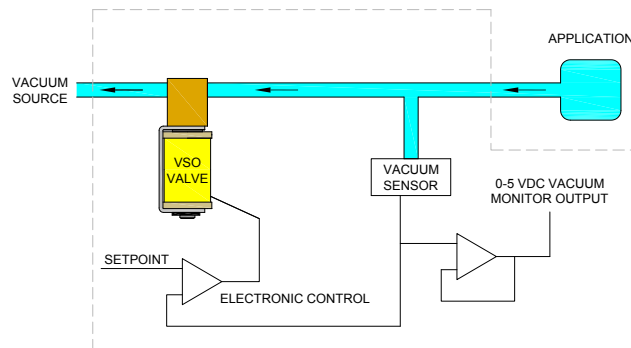 APPLICATION
VACUUM
SOURCE
VSO
VALVE
VACUUM
SENSOR
0-5 VDC VACUUM
MONITOR OUTPUT
SETPOINT
ELECTRONIC CONTROL